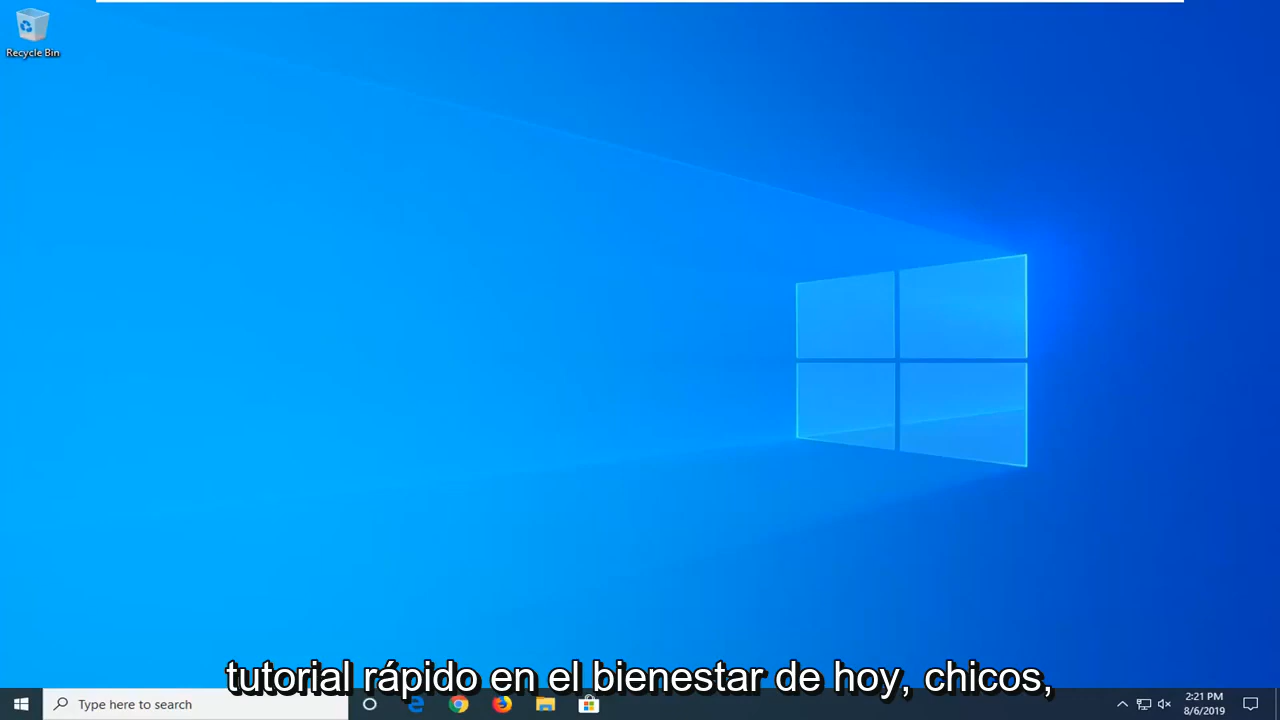 Recycle Bin
tutorial rápido en el bienestar de hoy, chicos,
Type here to search
2:21 PM
8/6/2019